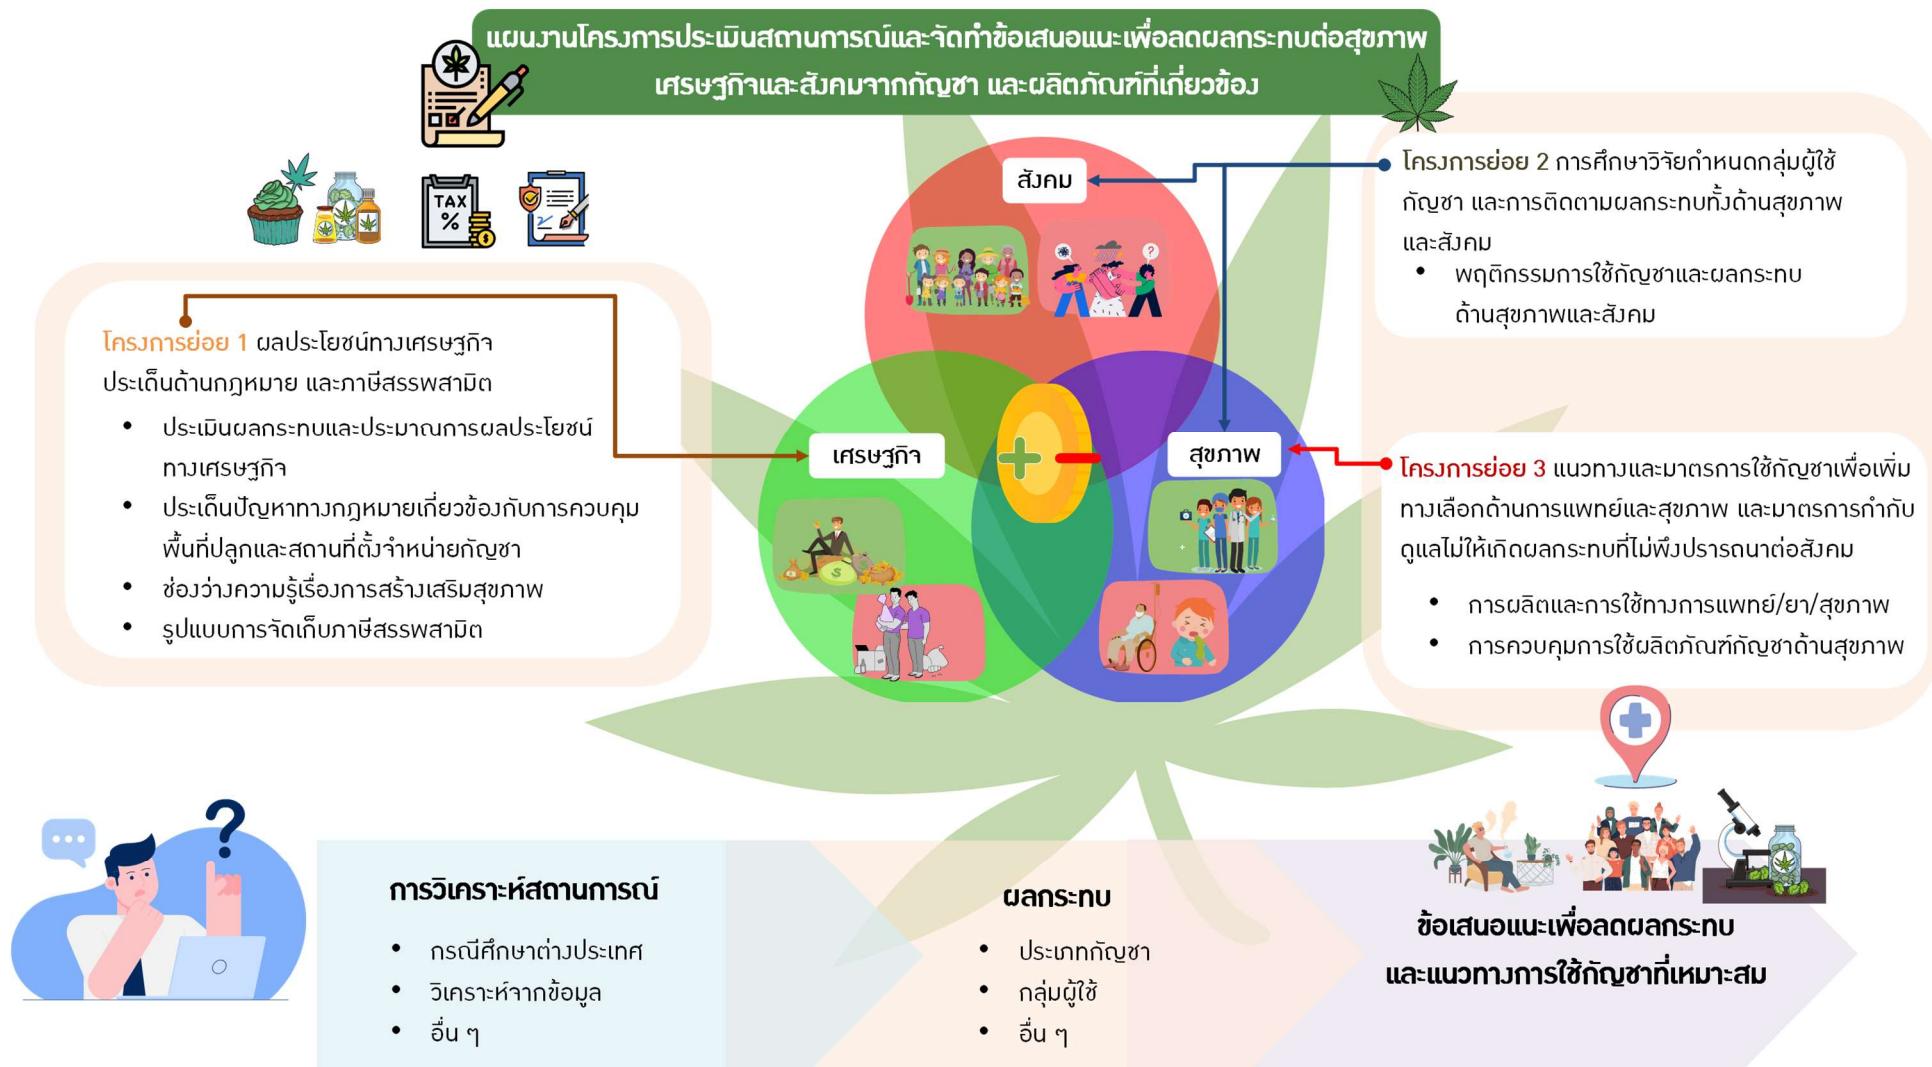 แผนงานโครงการประเมินสถานการณ์และจัดทำข้อเสนอแนะเพื่อลดผลกระทบต่อสุขภาพ
เศรษฐกิจและสังคมจากกัญชา และผลิตภัณฑ์ที่เกี่ยวข้อง
TAX
%
โครงการย่อย 1 ผลประโยชน์ทางเศรษฐกิจ
ประเด็นด้านกฎหมาย และภาษีสรรพสามิต
• ประเมินผลกระทบและประมาณการผลประโยชน์
ทางเศรษฐกิจ
• ประเด็นปัญหาทางกฎหมายเกี่ยวข้องกับการควบคุม
พื้นที่ปลูกและสถานที่ตั้งจำหน่ายกัญชา
• ช่องว่างความรู้เรื่องการสร้างเสริมสุขภาพ
• รูปแบบการจัดเก็บภาษีสรรพสามิต
สังคม
เศรษฐกิจ
สุขภาพ
โครงการย่อย 2 การศึกษาวิจัยกำหนดกลุ่มผู้ใช้
กัญชา และการติดตามผลกระทบทั้งด้านสุขภาพ
และสังคม
• พฤติกรรมการใช้กัญชาและผลกระทบ
ด้านสุขภาพและสังคม
โครงการย่อย 3 แนวทางและมาตรการใช้กัญชาเพื่อเพิ่ม
ทางเลือกด้านการแพทย์และสุขภาพ และมาตรการกำกับ
ดูแลไม่ให้เกิดผลกระทบที่ไม่พึงปรารถนาต่อสังคม
• การผลิตและการใช้ทางการแพทย์/ยา/สุขภาพ
• การควบคุมการใช้ผลิตภัณฑ์กัญชาด้านสุขภาพ
?
การวิเคราะห์สถานการณ์
• กรณีศึกษาต่างประเทศ
• วิเคราะห์จากข้อมูล
• อื่น ๆ
ผลกระทบ
• ประเภทกัญชา
• กลุ่มผู้ใช้
• อื่น ๆ
ข้อเสนอแนะเพื่อลดผลกระทบ
และแนวทางการใช้กัญชาที่เหมาะสม